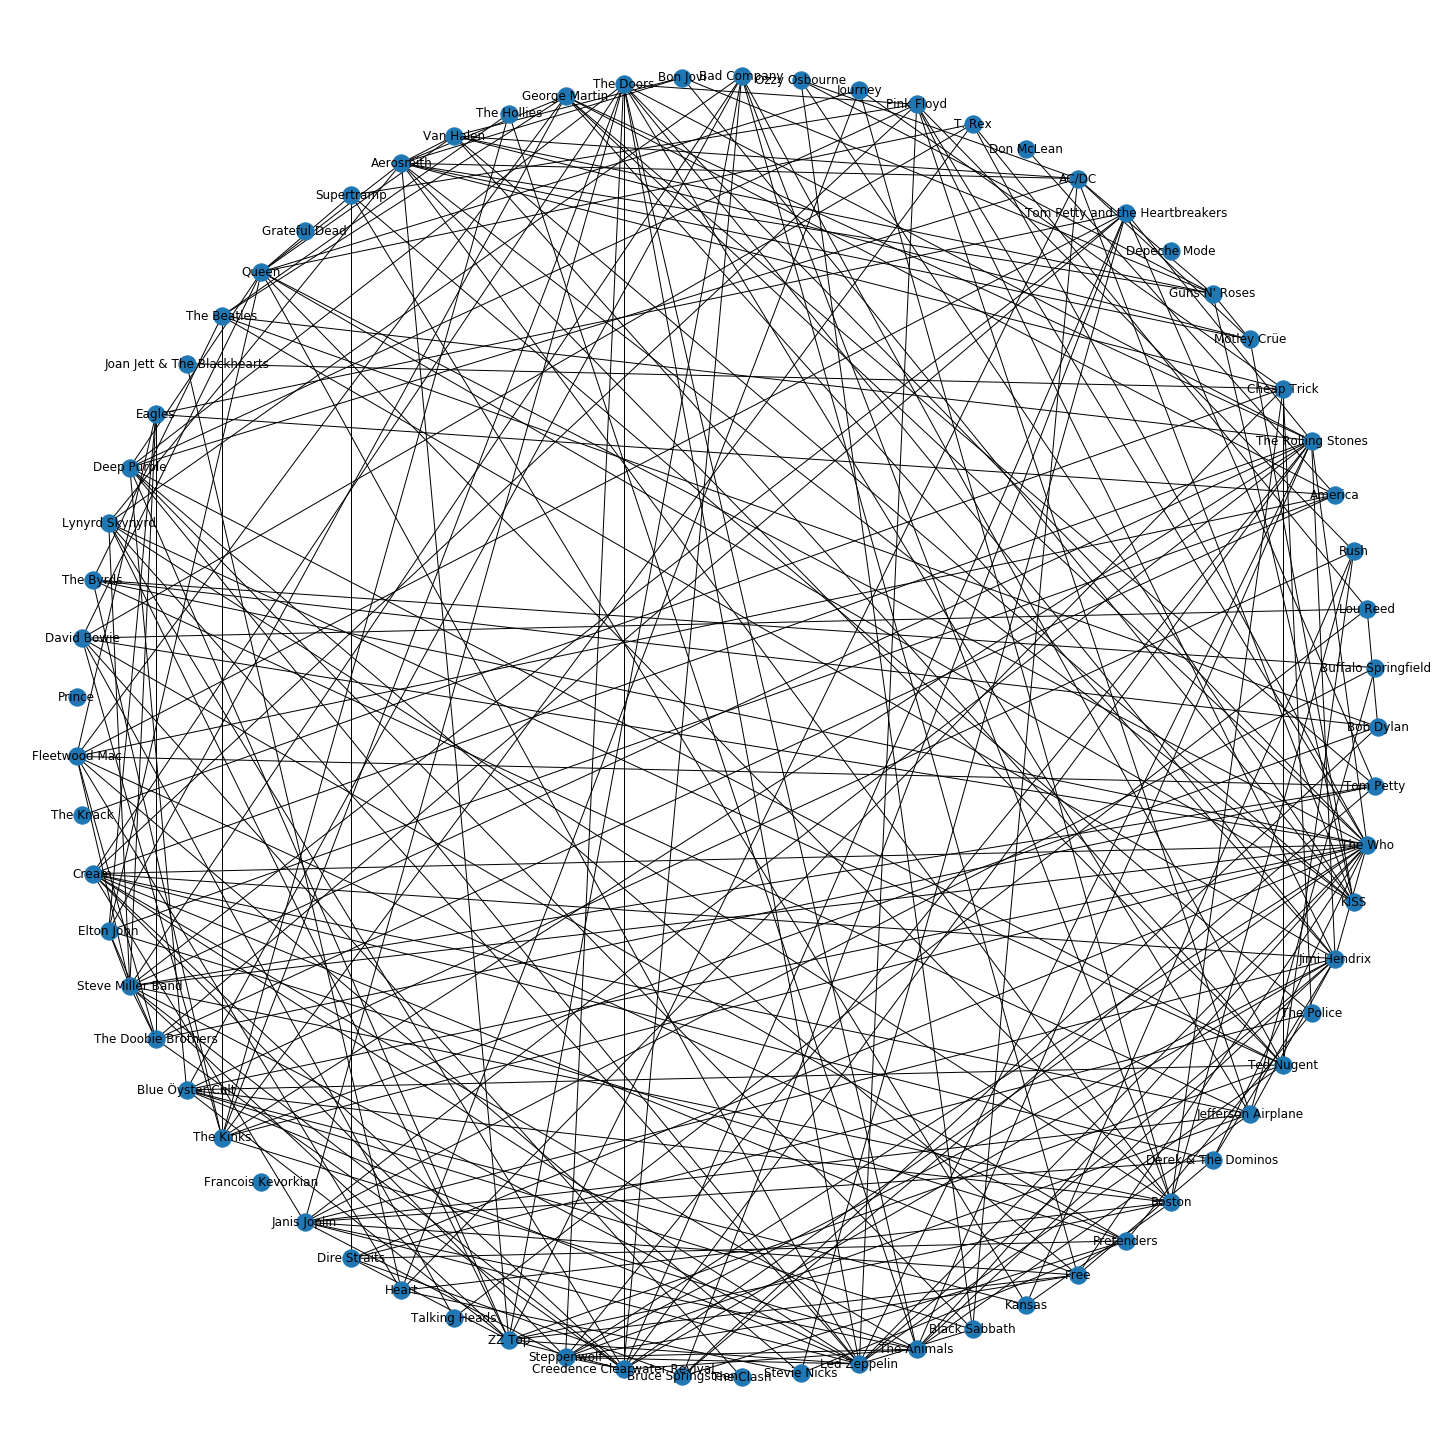 Bon Jovi
Bad Company
Ozzy Osbourne
The Doors
Journey
George Martin
Pink Floyd
The Hollies
T. Rex
Van Halen
Don McLean
Aerosmith
AC/DC
Supertramp
Tom Petty and the Heartbreakers
Grateful Dead
Depeche Mode
Queen
Guns N' Roses
The Beatles
Mötley Crüe
Joan Jett & The Blackhearts
Cheap Trick
Eagles
The Rolling Stones
Deep Purple
America
Lynyrd Skynyrd
Rush
The Byrds
Lou Reed
David Bowie
Buffalo Springfield
Prince
Bob Dylan
Fleetwood Mac
Tom Petty
The Knack
The Who
Cream
KISS
Elton John
Jimi Hendrix
Steve Miller Band
The Police
The Doobie Brothers
Ted Nugent
Blue Öyster Cult
Jefferson Airplane
The Kinks
Derek & The Dominos
Francois Kevorkian
Boston
Janis Joplin
Pretenders
Dire Straits
Free
Heart
Kansas
Talking Heads
Black Sabbath
ZZ Top
The Animals
Steppenwolf
Led Zeppelin
Creedence Clearwater Revival
Stevie Nicks
Bruce Springsteen
The Clash